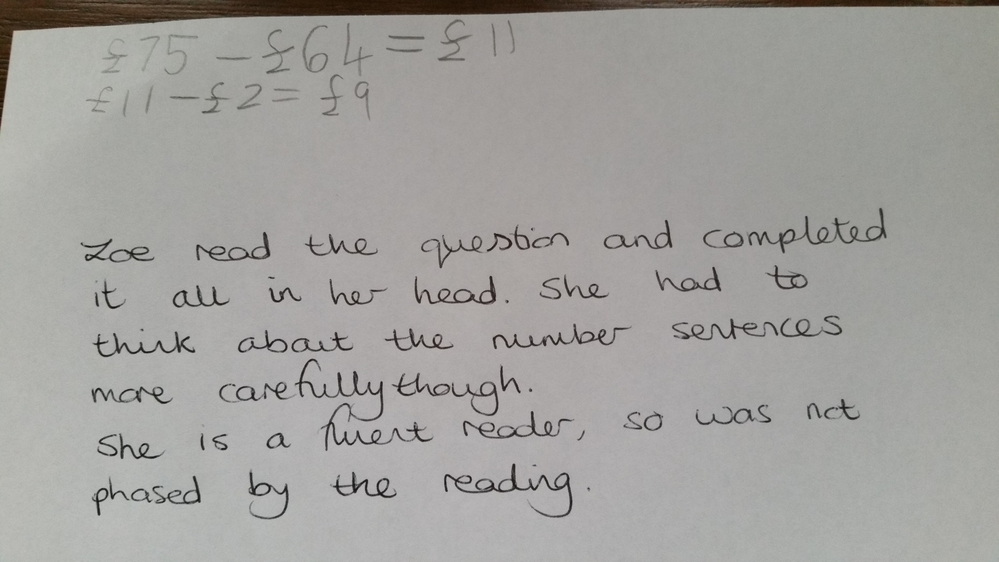 £75 - £64 = £11
£11 - £2 = £9
Zoe read the question and completed
it all in her head. She had to
think about the number sentences
more carefully though.
She is a fluent reader, so was not
phased by the reading.